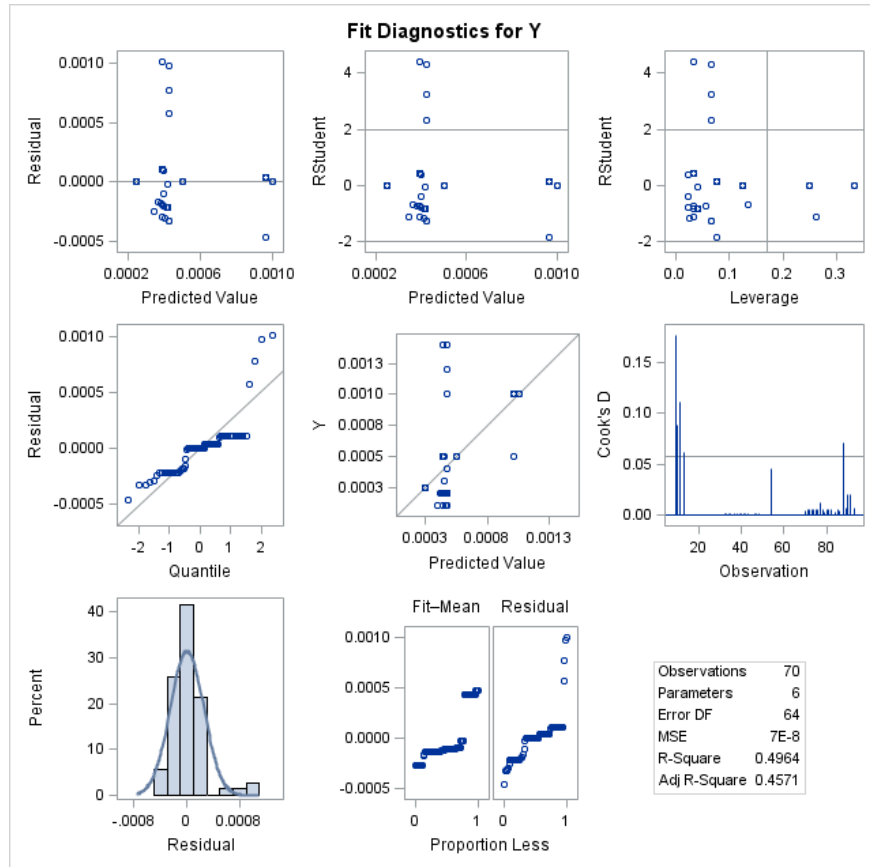 Fit Diagnostics for Y
0.0010
0.0005
0.0000
-0.0005
Residual
0.0002 0.0006 0.0010
Predicted Value
4
2
0
-2
RStudent
0.0002 0.0006 0.0010
Predicted Value
4
2
0
-2
RStudent
0.0 0.1 0.2 0.3
Leverage
0.0010
0.0005
0.0000
-0.0005
Residual
-2 -1 0 1 2
Quantile
0.0013
0.0010
0.0008
0.0005
0.0003
Y
0.0003 0.0008 0.0013
Predicted Value
0.15
0.10
0.05
0.00
Cook's D
20 40 60 80
Observation
40
30
20
10
0
Percent
-.0008 0 0.0008
Residual
Fit–Mean Residual
0.0010
0.0005
0.0000
-0.0005
0 1 0 1
Proportion Less
Observations 70
Parameters 6
Error DF 64
MSE 7E-8
R-Square 0.4964
Adj R-Square 0.4571